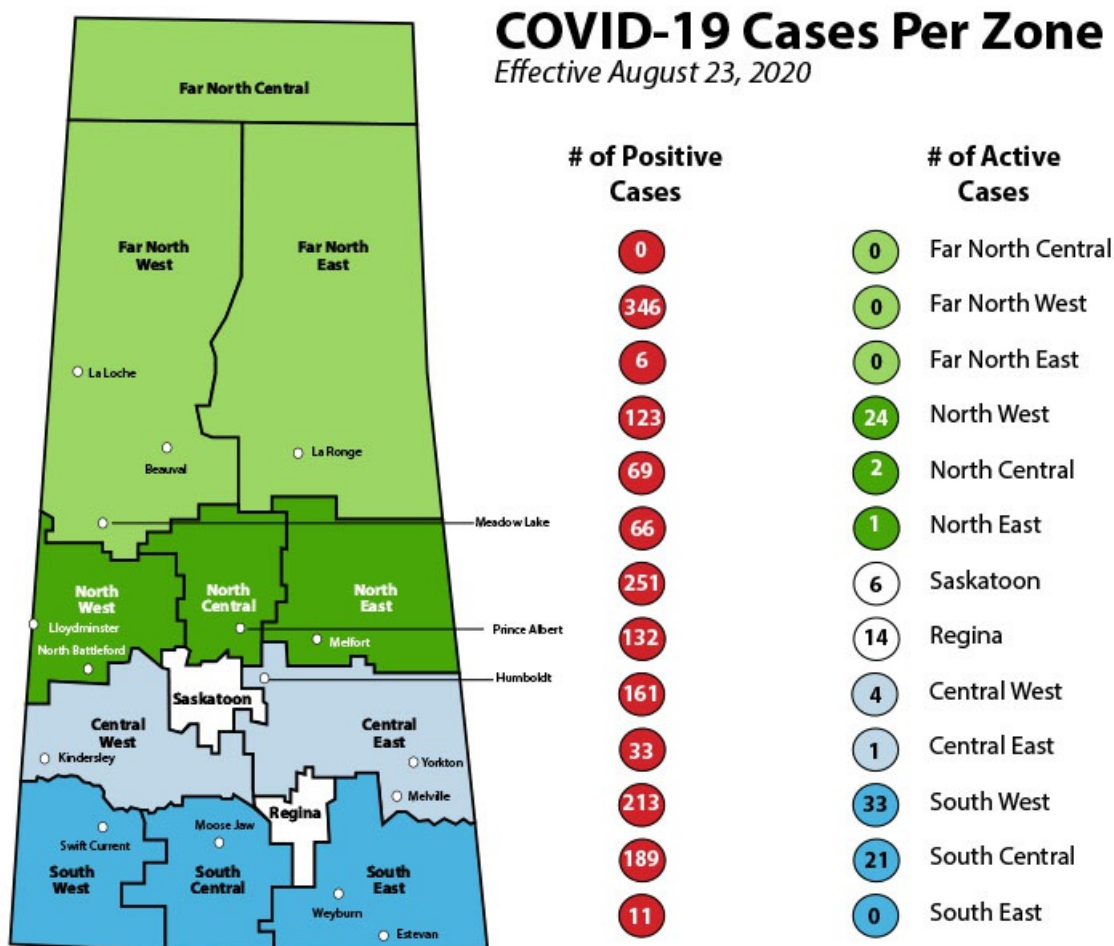 COVID-19 Cases Per Zone
Effective August 23, 2020
# of Positive
Cases
# of Active
Cases
0 0 Far North Central
346 0 Far North West
6 0 Far North East
123 24 North West
69 2 North Central
66 1 North East
251 6 Saskatoon
132 14 Regina
161 4 Central West
33 1 Central East
213 33 South West
189 21 South Central
11 0 South East
Far North Central
Far North
West
Far North
East
La Loche
Beauval
La Ronge
Meadow Lake
North
West
North
Central
North
East
Lloydminster
Prince Albert
Melfort
North Battleford
Humboldt
Saskatoon
Central
West
Central
East
Kindersley
Yorkton
Melville
Regina
Moose Jaw
Swift Current
South
West
South
Central
South
East
Weyburn
Estevan